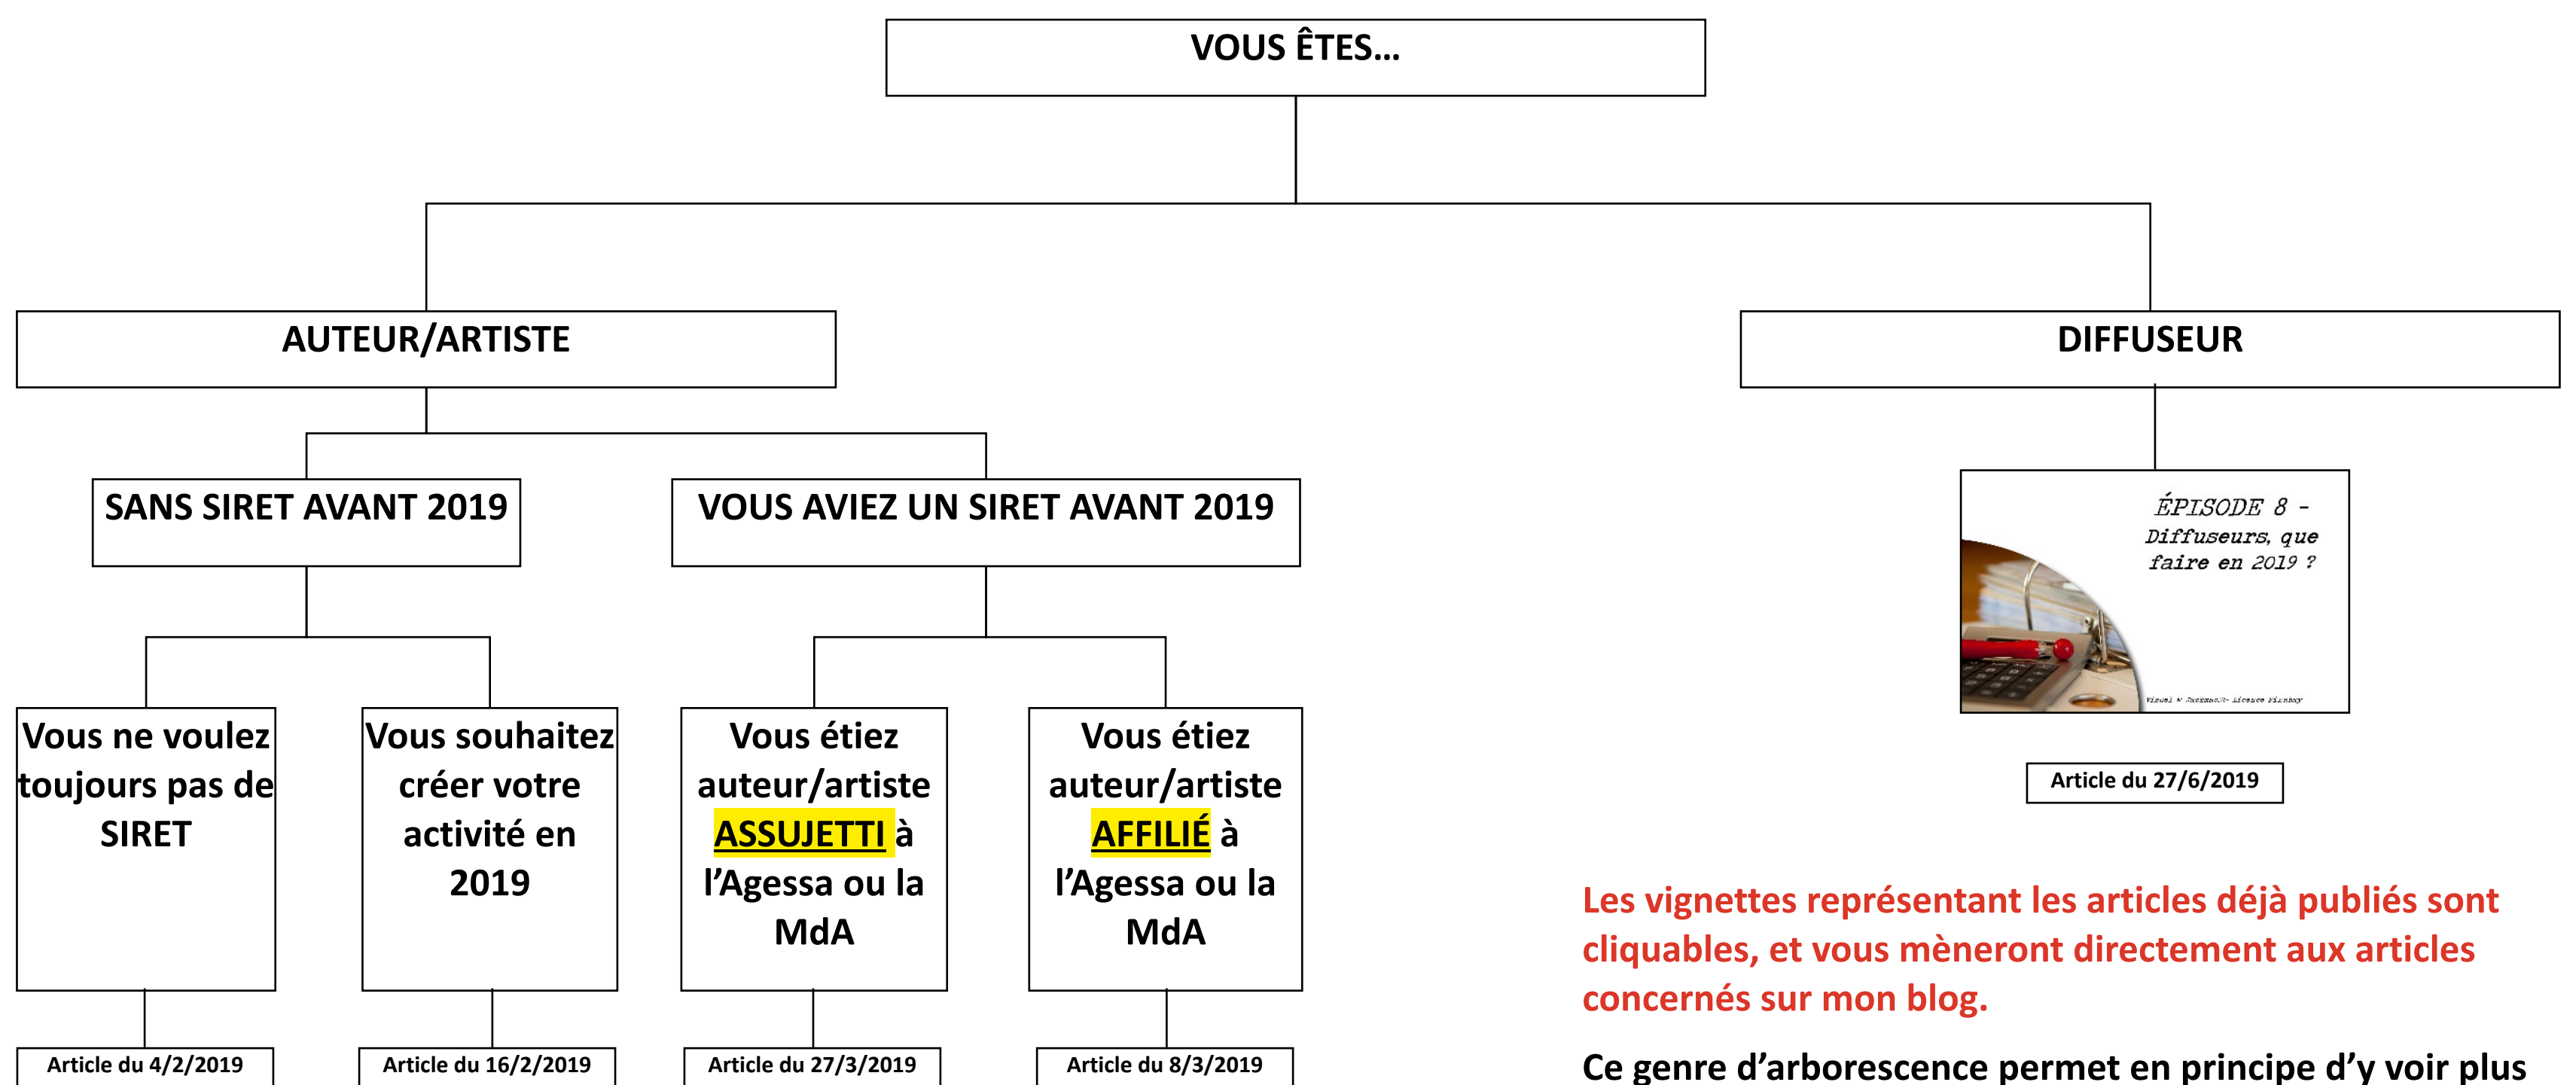 VOUS ÊTES…
AUTEUR/ARTISTE
DIFFUSEUR
SANS SIRET AVANT 2019
VOUS AVIEZ UN SIRET AVANT 2019
ÉPISODE 8 -
Diffuseurs, que
faire en 2019 ?
Article du 27/6/2019
Vous ne voulez
toujours pas de
SIRET
Vous souhaitez
créer votre
activité en
2019
Vous étiez
auteur/artiste
ASSUJETTI à
l’Agessa ou la
MdA
Vous étiez
auteur/artiste
AFFILIÉ à
l’Agessa ou la
MdA
Article du 4/2/2019
Article du 16/2/2019
Article du 27/3/2019
Article du 8/3/2019
Les vignettes représentant les articles déjà publiés sont
cliquables, et vous mèneront directement aux articles
concernés sur mon blog.
Ce genre d’arborescence permet en principe d’y voir plus